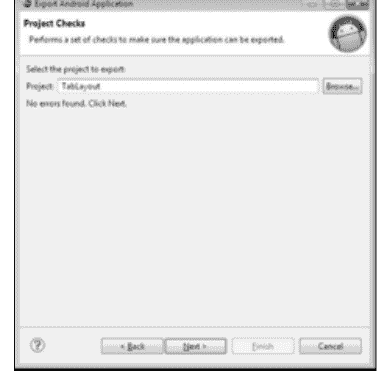 Export Android Application
Project Checks
Performs a set of checks to make sure the application can be exported.
Select the project to export:
Project: TabLayout Browse...
No errors found. Click Next.
? < Back Next > Finish Cancel